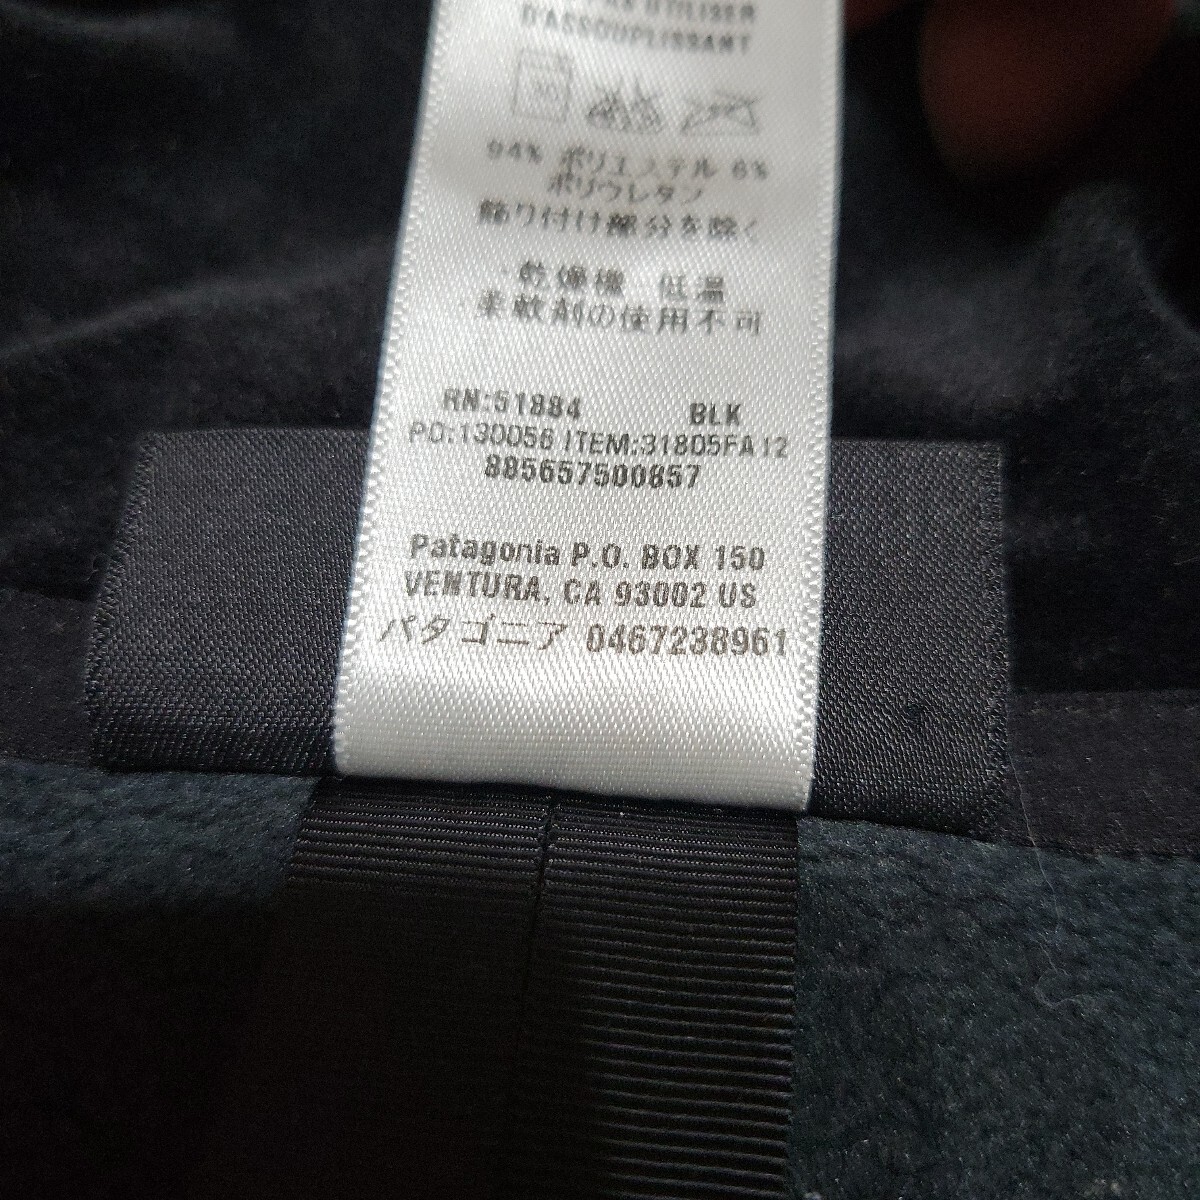 UTILISER
D'ASSOUPLISSANT
94% ポリエステル 6%
ポリウレタン
飾り付け部分を除く
乾燥機 低温
柔軟剤の使用不可
RN:51884 BLK
PO:130056 ITEM:31805FA12
885657500857
Patagonia P.O. BOX 150
VENTURA, CA 93002 US
パタゴニア 0467238961